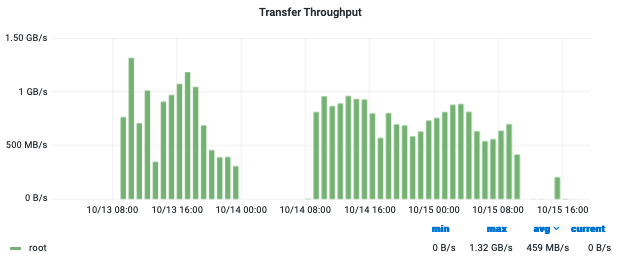 Transfer Throughput
1.50 GB/s
1 GB/s
500 MB/s
0 B/s
10/13 08:00 10/13 16:00 10/14 00:00 10/14 08:00 10/14 16:00 10/15 00:00 10/15 08:00 10/15 16:00
min max avg current
root 0 B/s 1.32 GB/s 459 MB/s 0 B/s